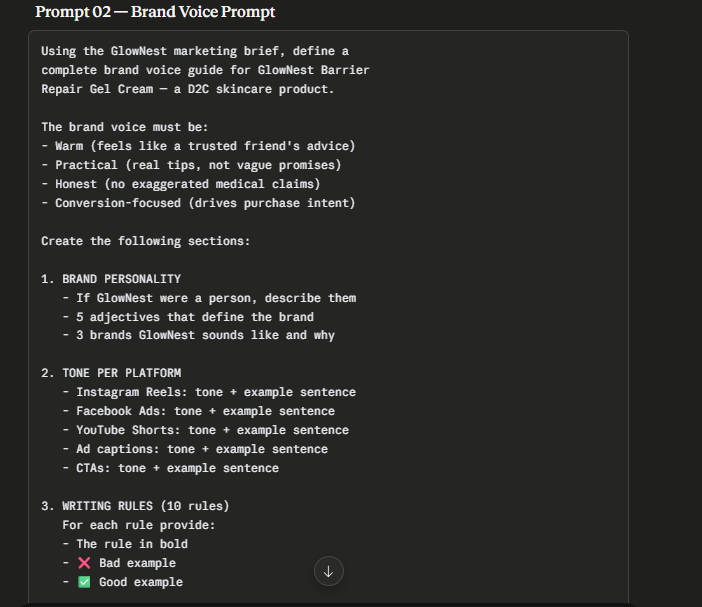 Prompt 02 — Brand Voice Prompt
Using the GlowNest marketing brief, define a
complete brand voice guide for GlowNest Barrier
Repair Gel Cream — a D2C skincare product.
The brand voice must be:
- Warm (feels like a trusted friend's advice)
- Practical (real tips, not vague promises)
- Honest (no exaggerated medical claims)
- Conversion-focused (drives purchase intent)
Create the following sections:
1. BRAND PERSONALITY
- If GlowNest were a person, describe them
- 5 adjectives that define the brand
- 3 brands GlowNest sounds like and why
2. TONE PER PLATFORM
- Instagram Reels: tone + example sentence
- Facebook Ads: tone + example sentence
- YouTube Shorts: tone + example sentence
- Ad captions: tone + example sentence
- CTAs: tone + example sentence
3. WRITING RULES (10 rules)
For each rule provide:
- The rule in bold
- ❌ Bad example
- ✅ Good example